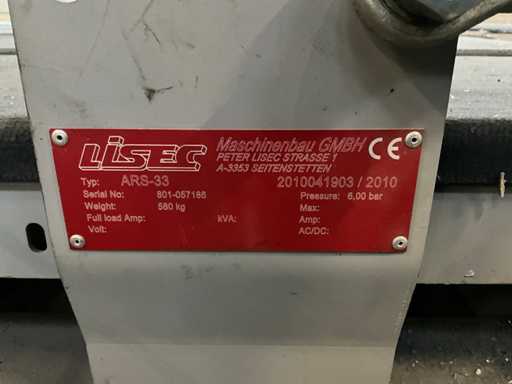 LiSEC
Maschinenbau GMBH CE
PETER LISEC STRASSE 1
A-3353 SEITENSTETTEN
Typ: ARS-33 2010041903 / 2010
Serial No: 801-057186 Pressure: 6,00 bar
Weight: 580 kg Max:
Full load Amp: kVA: Amp:
Volt: AC/DC: